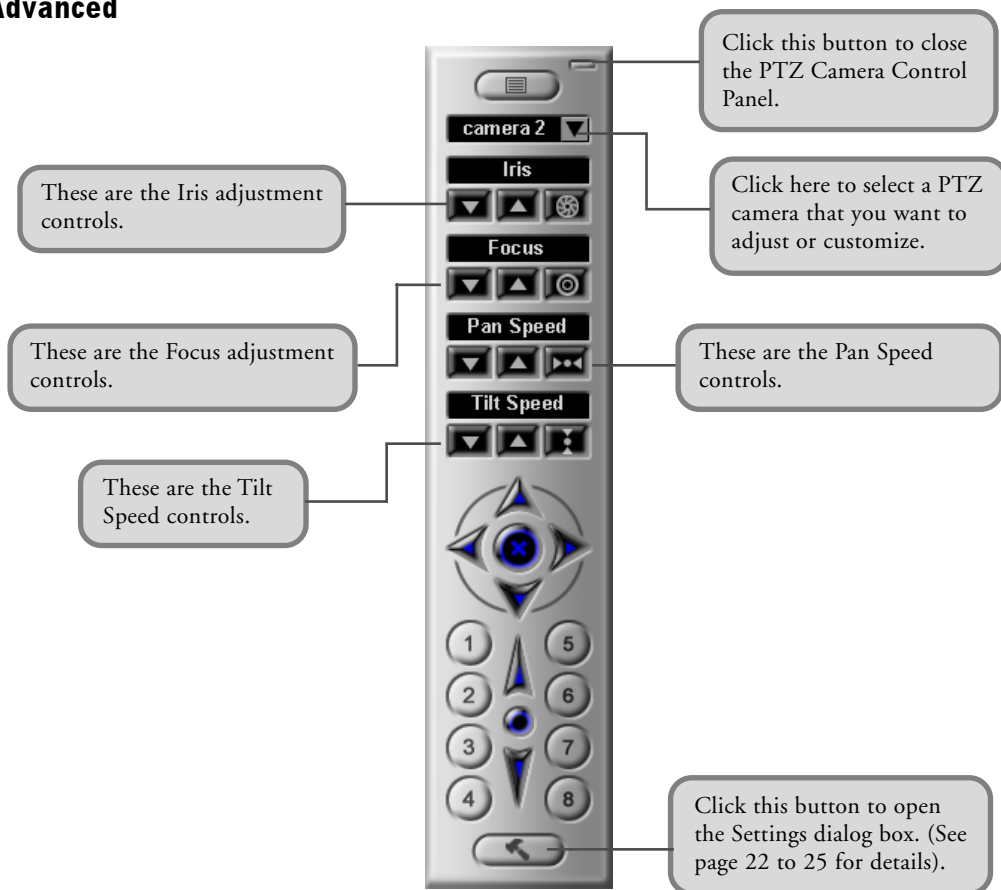 Advanced
Click this button to close
the PTZ Camera Control
Panel.
camera 2
Iris
These are the Iris adjustment
controls.
Click here to select a PTZ
camera that you want to
adjust or customize.
Focus
Pan Speed
These are the Focus adjustment
controls.
These are the Pan Speed
controls.
Tilt Speed
These are the Tilt
Speed controls.
1
5
2
6
3
7
4
8
Click this button to open
the Settings dialog box. (See
page 22 to 25 for details).